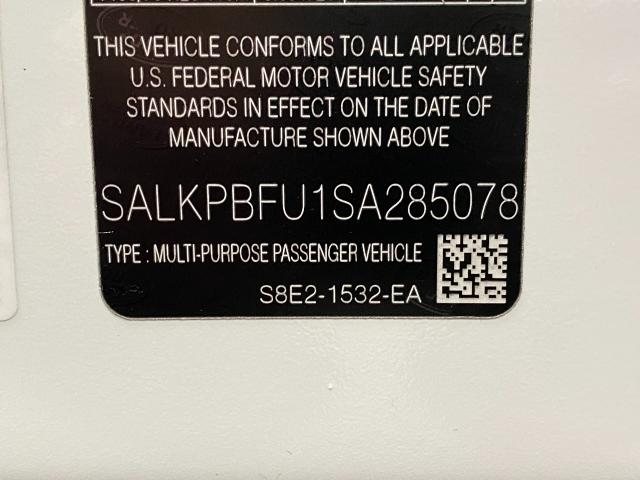 THIS VEHICLE CONFORMS TO ALL APPLICABLE
U.S. FEDERAL MOTOR VEHICLE SAFETY
STANDARDS IN EFFECT ON THE DATE OF
MANUFACTURE SHOWN ABOVE
SALKPBFU1SA285078
TYPE : MULTI-PURPOSE PASSENGER VEHICLE
S8E2-1532-EA